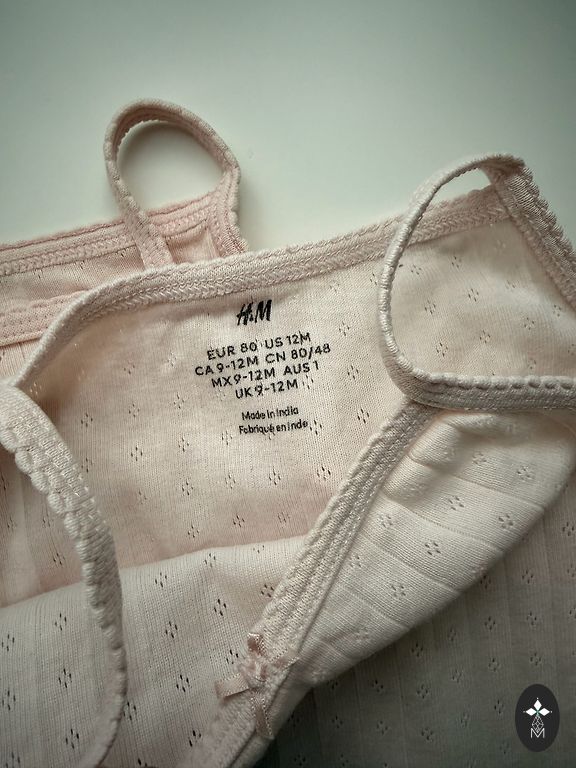 H&M
EUR 80 US 12M
CA 9-12M CN 80/48
MX 9-12M AUS 1
UK 9-12M
Made in India
Fabriqué en Inde